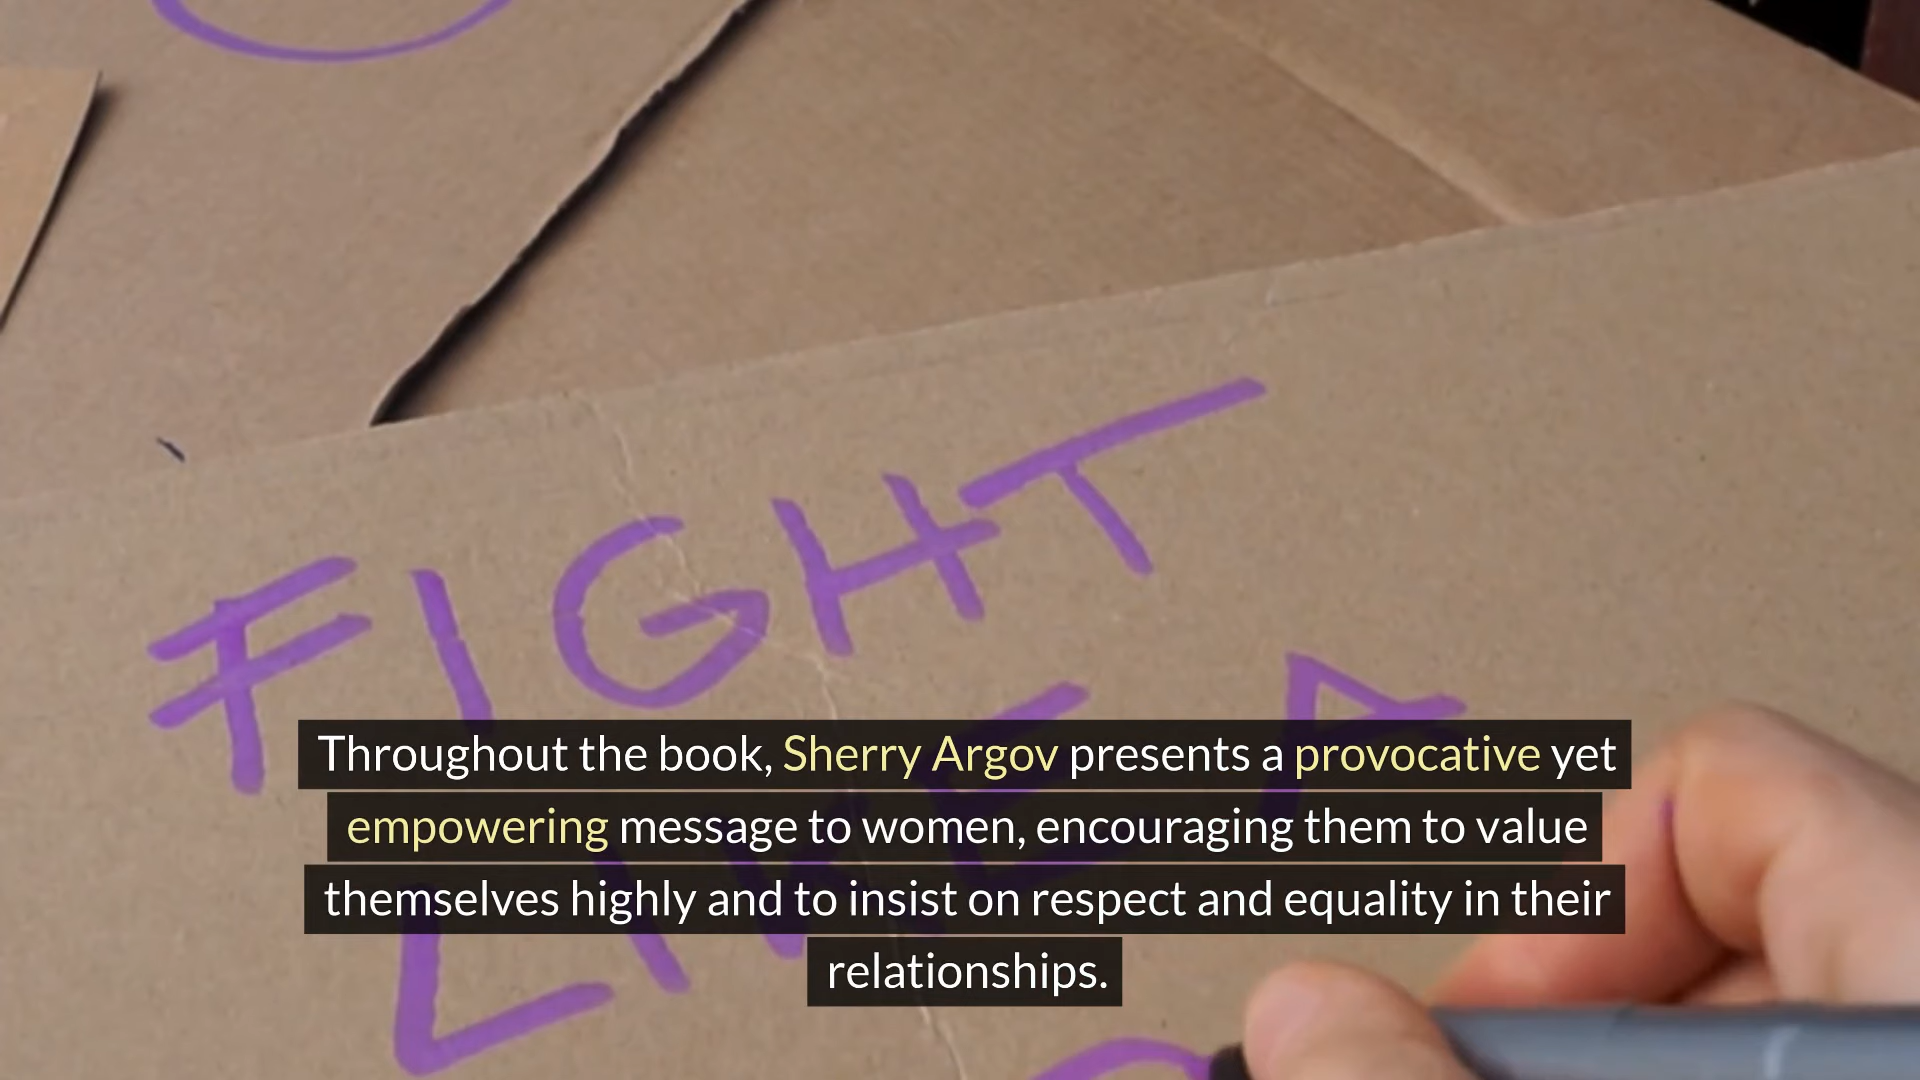 FIGHT
LIKE A
Throughout the book, Sherry Argov presents a provocative yet
empowering message to women, encouraging them to value
themselves highly and to insist on respect and equality in their
relationships.